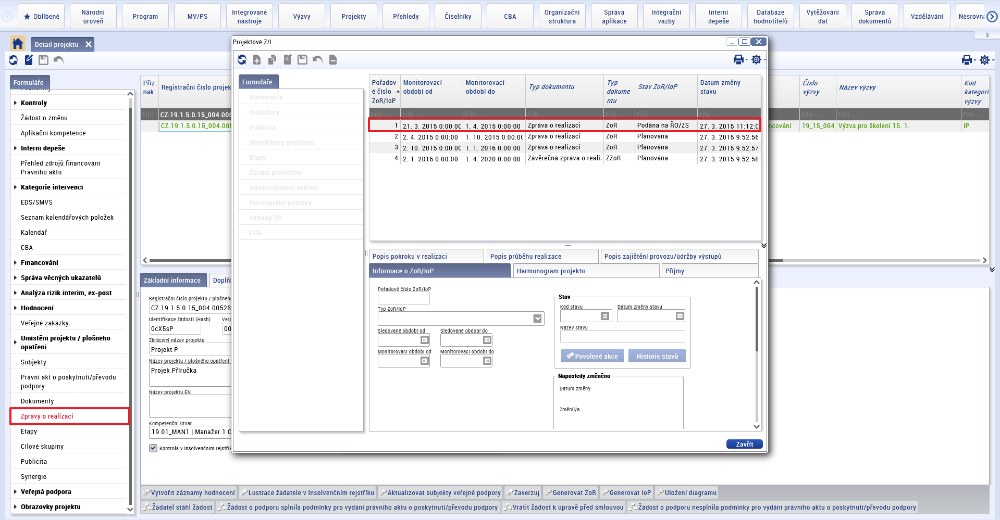 Oblíbené
Národní
úroveň
Program
MV/PS
Integrované
nástroje
Výzvy
Projekty
Přehledy
Číselníky
CBA
Organizační
struktura
Správa
aplikace
Integrační
vazby
Interní
depeše
Databáze
hodnotitelů
Vytěžování
dat
Správa
dokumentů
Vzdělávání
Nesrovna
Detail projektu
Formuláře
Kontroly
Žádost o změnu
Aplikační kompetence
Interní depeše
Přehled zdrojů financování
Právního aktu
Kategorie intervencí
EDS/SMVS
Seznam kalendářových položek
Kalendář
CBA
Financování
Správa věcných ukazatelů
Analýza rizik interim, ex-post
Hodnocení
Veřejné zakázky
Umístění projektu / plošného
opatření
Subjekty
Právní akt o poskytnutí/převodu
podpory
Dokumenty
Zprávy o realizaci
Etapy
Cílové skupiny
Publicita
Synergie
Veřejná podpora
Obrazovky projektu
Příz
nak
Registrační číslo projek
Filtr
CZ.19.1.5.0.15_004.005
CZ.19.1.5.0.15_004.005
Základní informace
Doplň
Registrační číslo projektu / plošnéh
CZ.19.1.5.0.15_004.00528
Identifikace žádosti (Hash)
Verz
0cX5sP
00
Zkrácený název projektu
Projekt P
Název projektu / plošného opatření
Projek Příručka
Název projektu EN
Kompetenční útvar
19.01_MAN1 | Manažer 1 O
Kontrola v insolvenčním rejstřík
Projektové Z/I
Formuláře
Dokumenty
Indikátory
Publicita
Identifikace problému
Etapy
Čestná prohlášení
Administrativní ověření
Horizontální principy
Aktivity ZP
CBA
Pořadov
é číslo
ZoR/IoP
Monitorovací
období od
Monitorovací
období do
Typ dokumentu
Typ
dokume
ntu
Stav ZoR/IoP
Datum změny
stavu
Filtr --- Filtr --- Filtr --- Filtr --- Filtr --- Filtr --- Filtr ---
1 21. 3. 2015 0:00:00 1. 4. 2015 0:00:00 Zpráva o realizaci ZoR Podána na ŘO/ZS 27. 3. 2015 11:12:0
2 2. 4. 2015 0:00:00 1. 10. 2015 0:00:00 Zpráva o realizaci ZoR Plánována 27. 3. 2015 9:52:56
3 2. 10. 2015 0:00:00 1. 1. 2016 0:00:00 Zpráva o realizaci ZoR Plánována 27. 3. 2015 9:52:57
4 2. 1. 2016 0:00:00 1. 4. 2020 0:00:00 Závěrečná zpráva o reali ZZoR Plánována 27. 3. 2015 9:52:58
Popis pokroku v realizaci
Popis průběhu realizace
Popis zajištění provozu/údržby výstupů
Informace o ZoR/IoP
Harmonogram projektu
Příjmy
Pořadové číslo ZoR/IoP
Typ ZoR/IoP
Sledované období od
Sledované období do
Monitorovací období od
Monitorovací období do
Stav
Kód stavu
Datum změny stavu
Název stavu
Povolené akce
Historie stavů
Naposledy změněno
Datum změny
Změnil/a
Zavřít
Číslo
výzvy
Název výzvy
Kód
kategori
výzvy
Filtr --- Filtr --- Filtr ---
ncování 19_15_004 Výzva pro školení 15. 1. IP
Vytvořit záznamy hodnocení
Lustrace žadatele v Insolvenčním rejstříku
Aktualizovat subjekty veřejné podpory
Zaverzuj
Generovat ZoR
Generovat IoP
Uložení diagramu
Žadatel stáhl žádost
Žádost o podporu splnila podmínky pro vydání právního aktu o poskytnutí/převodu podpory
Vrátit žádost k úpravě před smlouvou
Žádost o podporu nesplnila podmínky pro vydání právního aktu o poskytnutí/převodu podpory